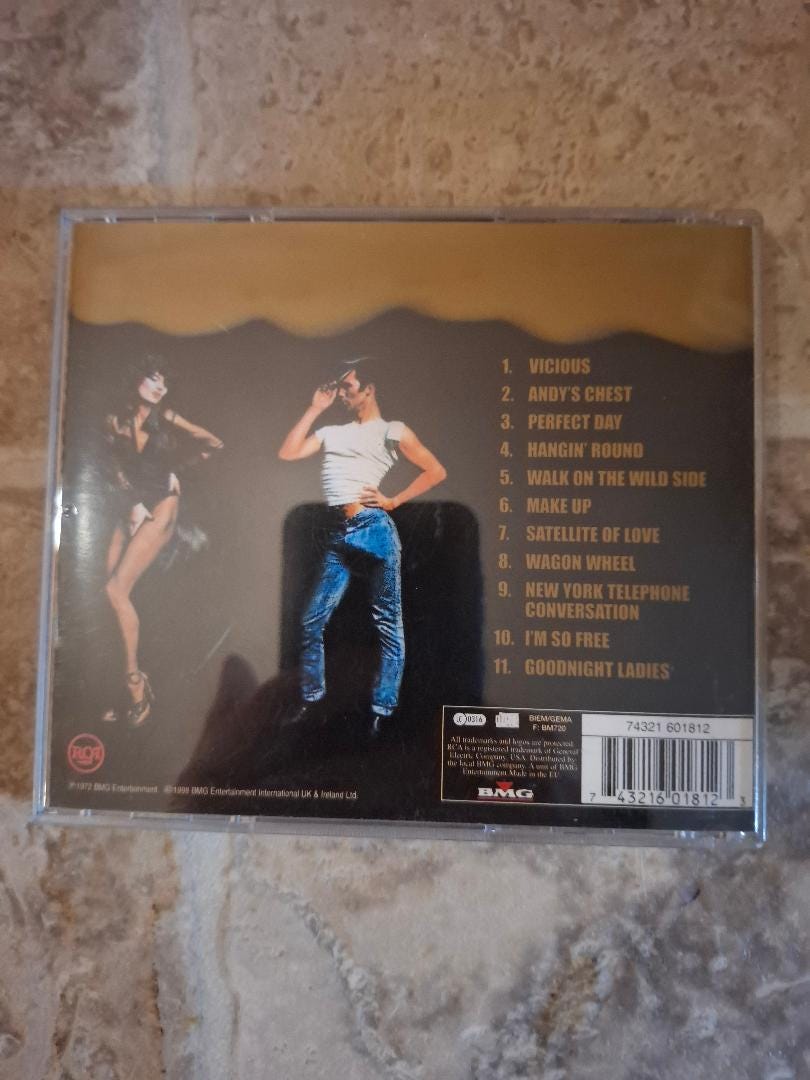 1. VICIOUS
2. ANDY'S CHEST
3. PERFECT DAY
4. HANGIN' ROUND
5. WALK ON THE WILD SIDE
6. MAKE UP
7. SATELLITE OF LOVE
8. WAGON WHEEL
9. NEW YORK TELEPHONE
CONVERSATION
10. I'M SO FREE
11. GOODNIGHT LADIES
RCA
℗ 1972 BMG Entertainment. BMG Entertainment International UK & Ireland Ltd.
LC 0316
BIEM/GEMA
F: BM720
All trademarks and logos are protected.
RCA is a registered trademark of General
Electric Company, USA. Distributed by
the local BMG company. A unit of BMG
Entertainment. Made in the EU
BMG
74321 601812
7 43216 01812 3